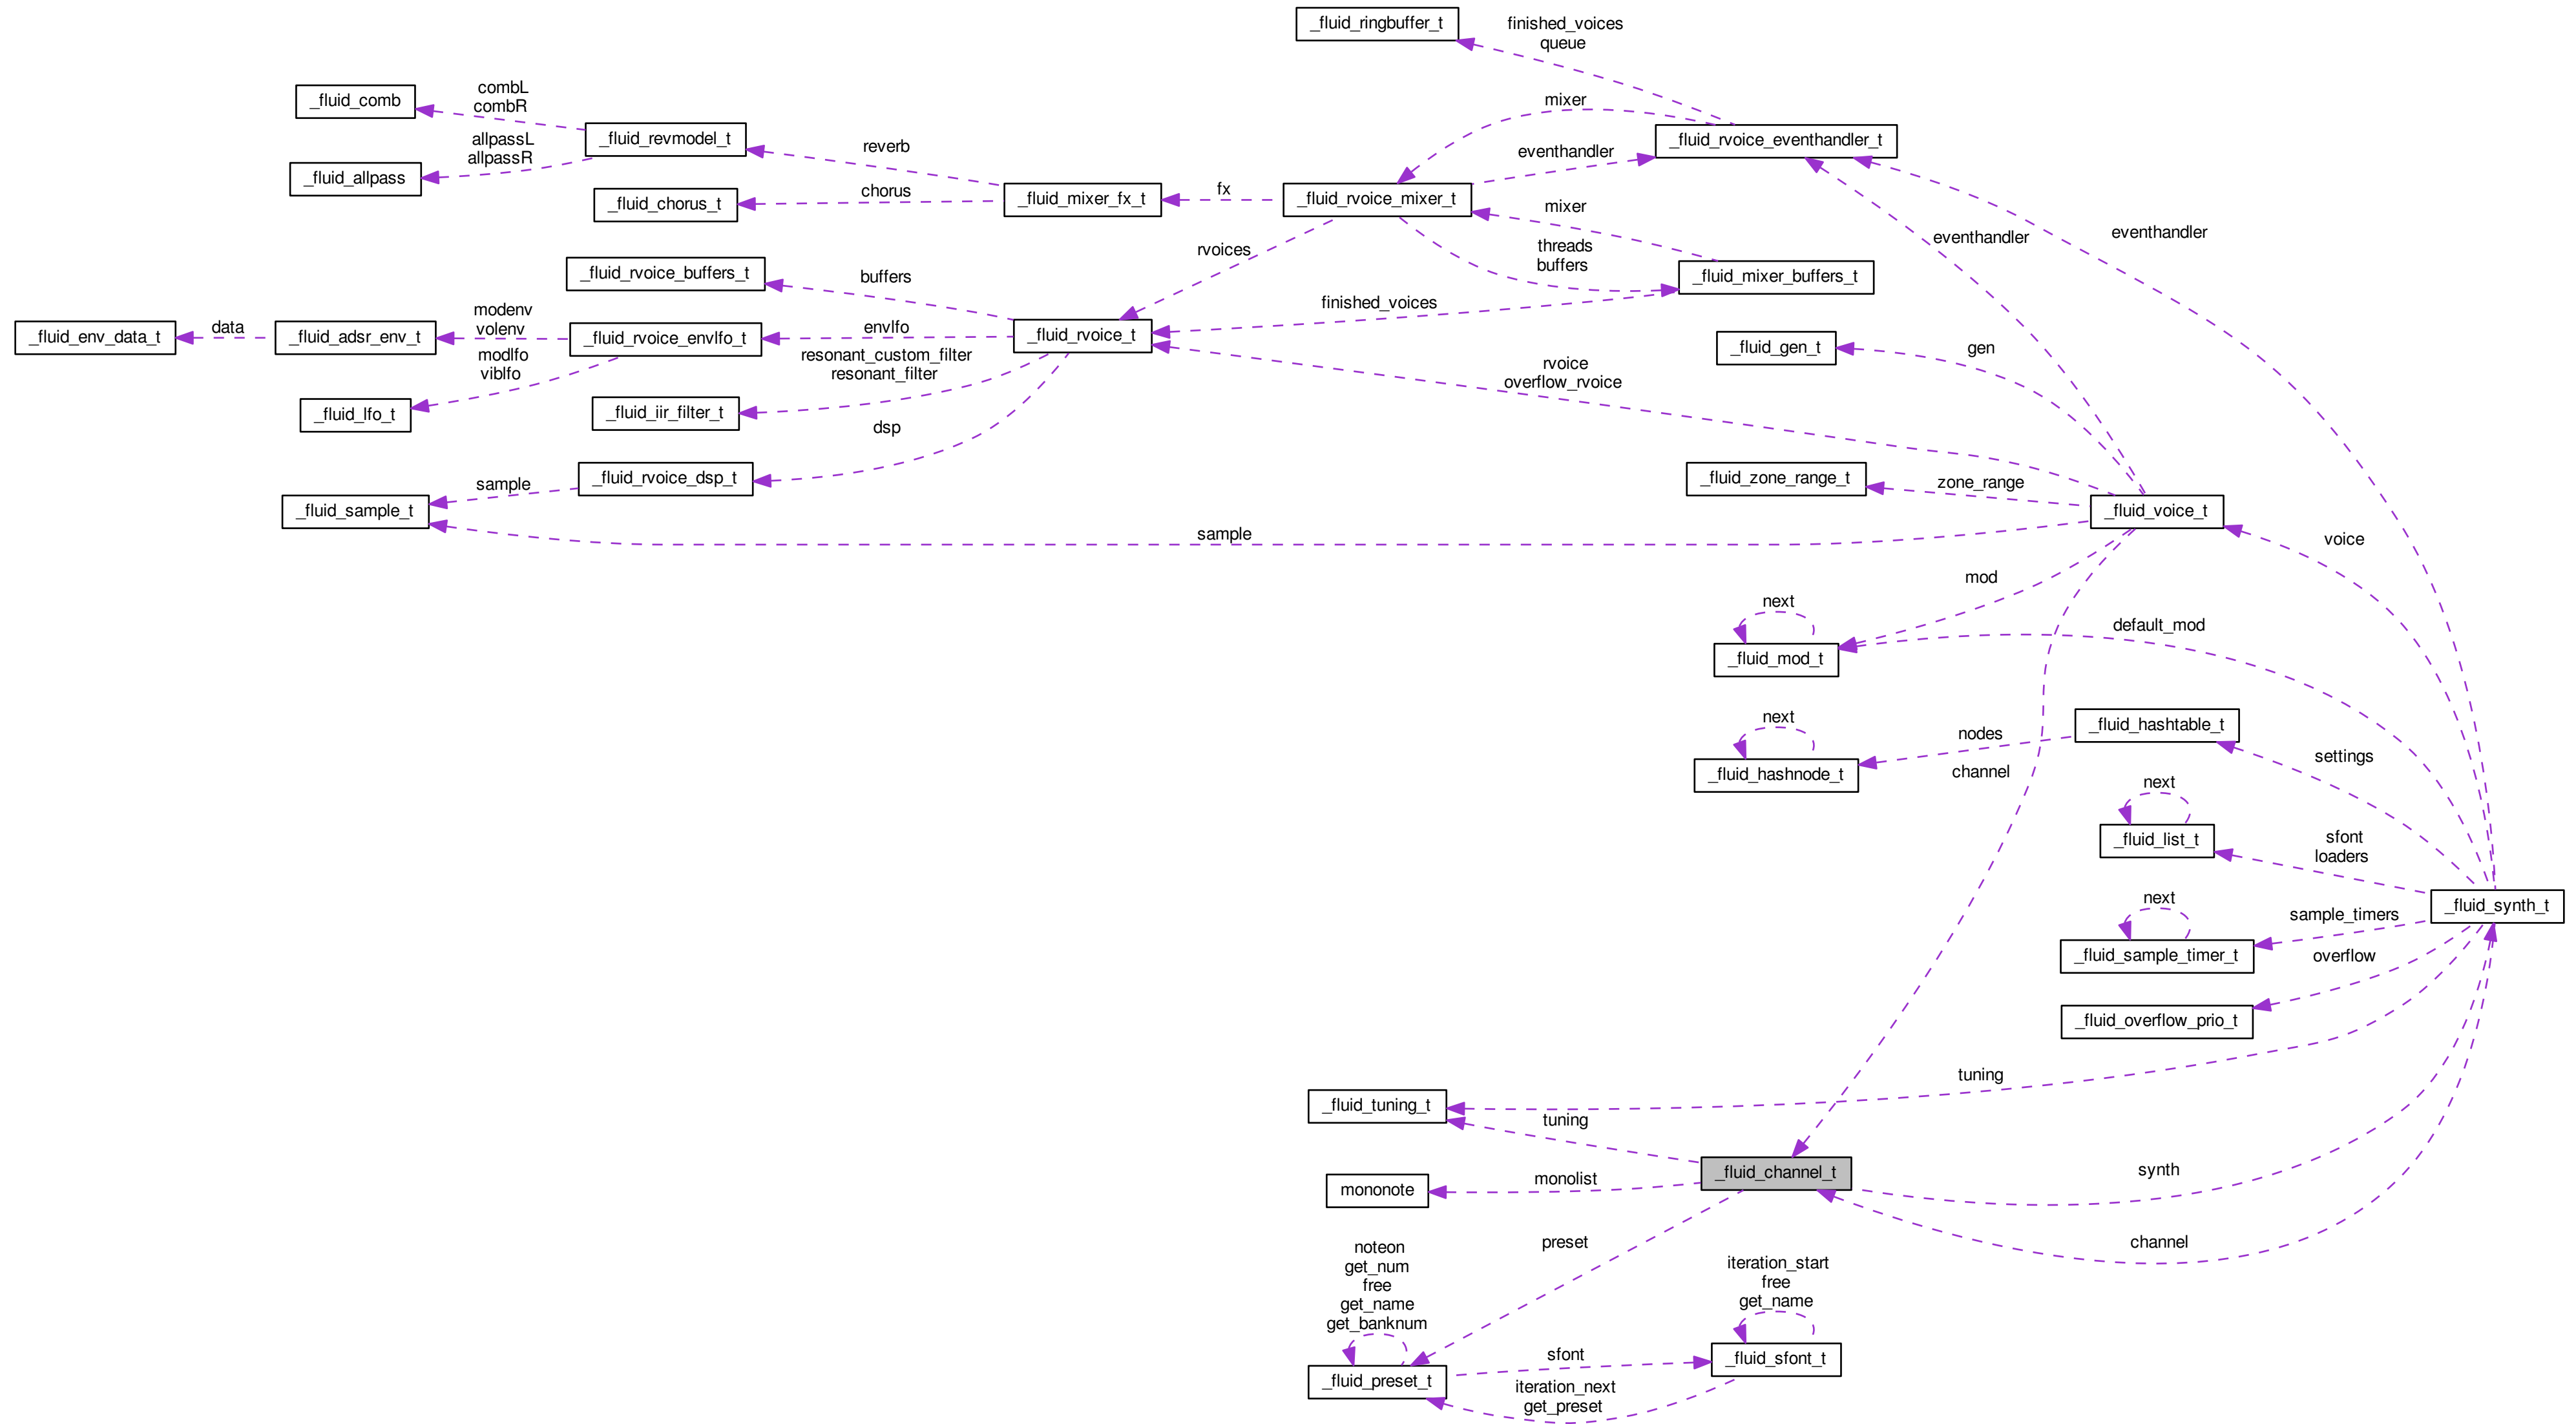 _fluid_ringbuffer_t
finished_voices
queue
_fluid_comb
combL
combR
mixer
_fluid_revmodel_t
_fluid_rvoice_eventhandler_t
allpassL
allpassR
reverb
eventhandler
_fluid_allpass
_fluid_chorus_t
chorus
_fluid_mixer_fx_t
fx
_fluid_rvoice_mixer_t
mixer
eventhandler
eventhandler
rvoices
threads
buffers
_fluid_rvoice_buffers_t
buffers
_fluid_mixer_buffers_t
finished_voices
_fluid_env_data_t
data
_fluid_adsr_env_t
modenv
volenv
_fluid_rvoice_envlfo_t
envlfo
_fluid_rvoice_t
_fluid_gen_t
gen
modlfo
viblfo
resonant_custom_filter
resonant_filter
rvoice
overflow_rvoice
_fluid_lfo_t
_fluid_iir_filter_t
dsp
_fluid_rvoice_dsp_t
_fluid_zone_range_t
zone_range
sample
_fluid_sample_t
_fluid_voice_t
sample
voice
mod
next
default_mod
_fluid_mod_t
next
nodes
_fluid_hashtable_t
settings
_fluid_hashnode_t
channel
next
_fluid_list_t
sfont
loaders
next
_fluid_synth_t
sample_timers
_fluid_sample_timer_t
overflow
_fluid_overflow_prio_t
tuning
_fluid_tuning_t
tuning
_fluid_channel_t
synth
mononote
monolist
preset
channel
noteon
get_num
free
get_name
get_banknum
iteration_start
free
get_name
sfont
_fluid_sfont_t
_fluid_preset_t
iteration_next
get_preset